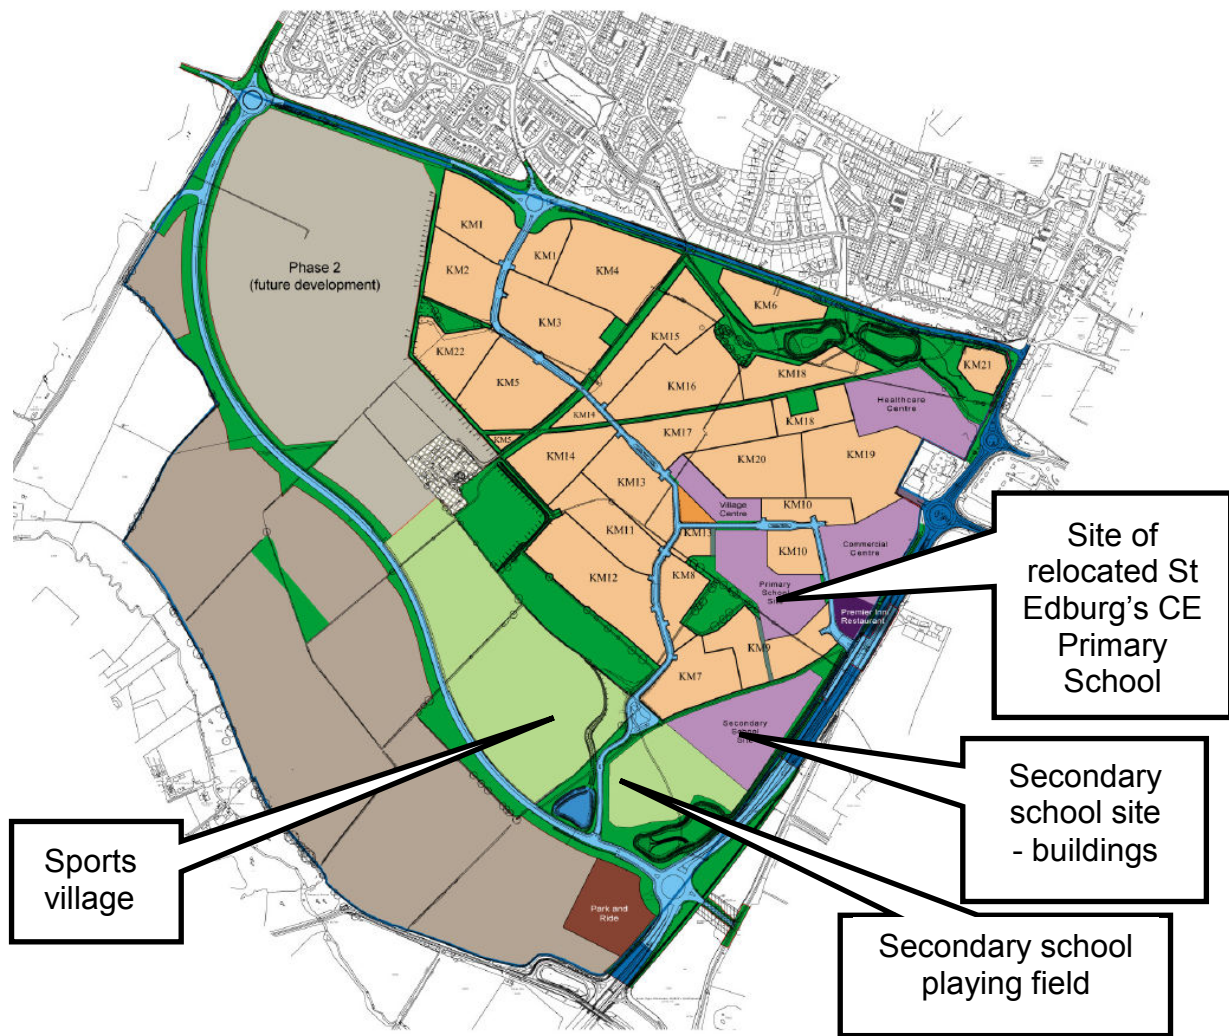 Phase 2
(future development)
KM1
KM1
KM4
KM2
KM6
KM3
KM15
KM22
KM5
KM16
KM18
KM21
Healthcare
Centre
KM14
KM5
KM17
KM18
KM14
KM20
KM19
KM13
Village
Centre
KM10
KM11
KM13
KM10
Commercial
Centre
KM12
KM8
Primary
School
Site
Premier Inn
Restaurant
KM9
KM7
Secondary
School
Site
Park and
Ride
Site of
relocated St
Edburg's CE
Primary
School
Secondary
school site
- buildings
Sports
village
Secondary school
playing field